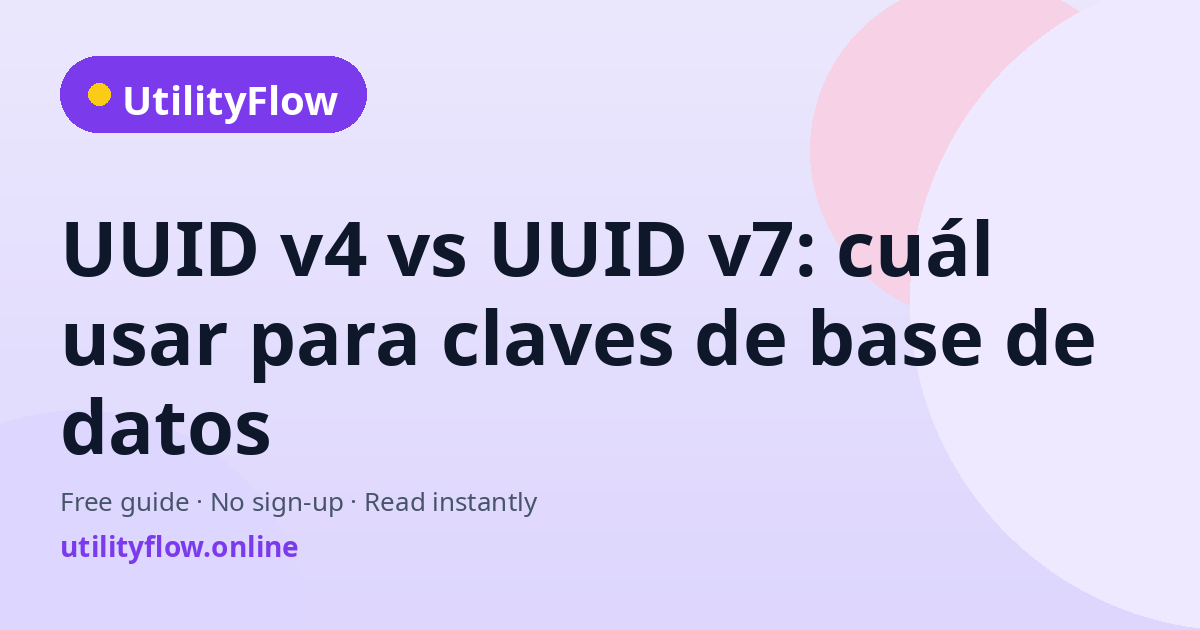 UtilityFlow
UUID v4 vs UUID v7: cuál
usar para claves de base de
datos
Free guide · No sign-up · Read instantly
utilityflow.online